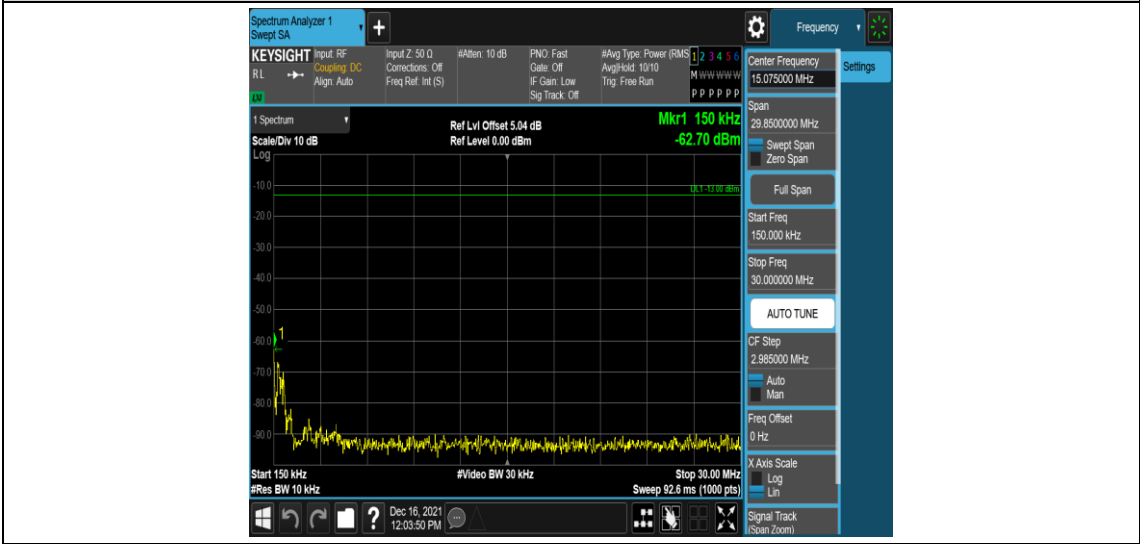 Spectrum Analyzer 1
Swept SA
+
Frequency
KEYSIGHT
RL
Input: RF
Coupling: DC
Align: Auto
Input Z: 50 Ω
Corrections: Off
Freq Ref: Int (S)
#Atten: 10 dB
PNO: Fast
Gate: Off
IF Gain: Low
Sig Track: Off
#Avg Type: Power (RMS
Avg|Hold: 10/10
Trig: Free Run
1 2 3 4 5 6
M W W W W W
P P P P P P
1 Spectrum
Scale/Div 10 dB
Log
Ref Lvl Offset 5.04 dB
Ref Level 0.00 dBm
Mkr1 150 kHz
-62.70 dBm
DL1 -13.00 dBm
-10.0
-20.0
-30.0
-40.0
-50.0
-60.0
-70.0
-80.0
-90.0
1
Start 150 kHz
#Res BW 10 kHz
#Video BW 30 kHz
Stop 30.00 MHz
Sweep 92.6 ms (1000 pts)
Center Frequency
15.075000 MHz
Settings
Span
29.8500000 MHz
Swept Span
Zero Span
Full Span
Start Freq
150.000 kHz
Stop Freq
30.000000 MHz
AUTO TUNE
CF Step
2.985000 MHz
Auto
Man
Freq Offset
0 Hz
X Axis Scale
Log
Lin
Signal Track
(Span Zoom)
?
Dec 16, 2021
12:03:50 PM